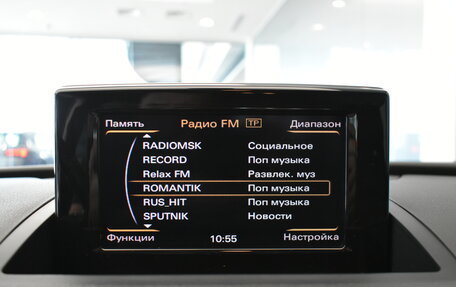 Память Радио FM TP Диапазон
RADIOMSK Социальное
RECORD Поп музыка
Relax FM Развлек. муз
ROMANTIK Поп музыка
RUS_HIT Поп музыка
SPUTNIK Новости
Функции 10:55 Настройка